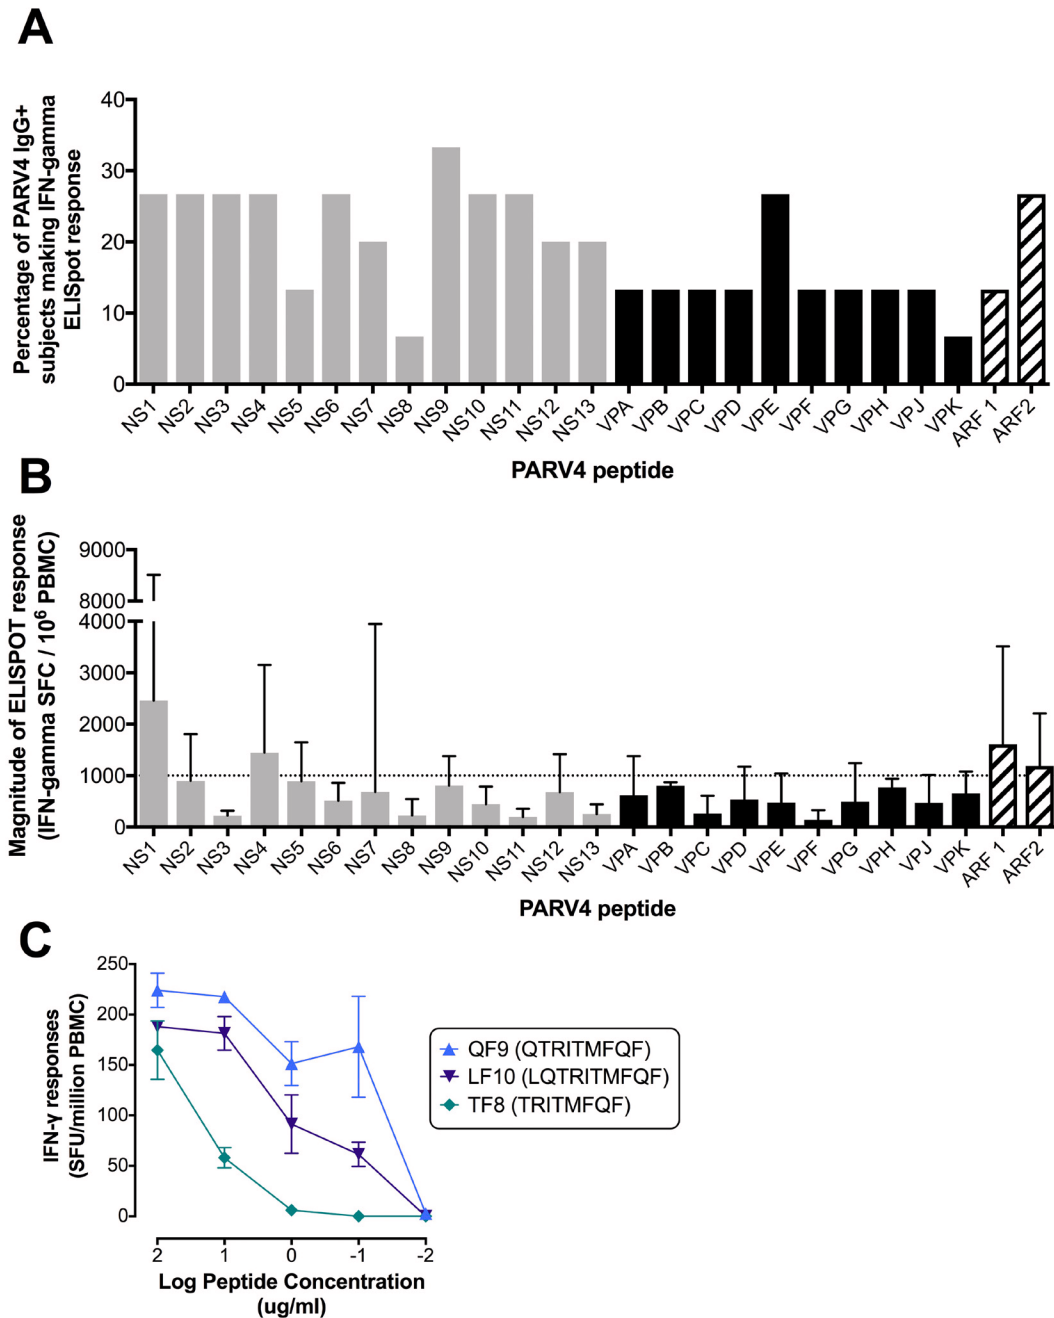 A
Percentage of PARV4 IgG+
subjects making IFN-gamma
ELISpot response
40
30
20
10
0
NS1 NS2 NS3 NS4 NS5 NS6 NS7 NS8 NS9 NS10 NS11 NS12 NS13 VPA VPB VPC VPD VPE VPF VPG VPH VPJ VPK ARF 1 ARF2
PARV4 peptide
B
Magnitude of ELISPOT response
(IFN-gamma SFC / 10⁶ PBMC)
9000
8000
4000
3000
2000
1000
0
NS1 NS2 NS3 NS4 NS5 NS6 NS7 NS8 NS9 NS10 NS11 NS12 NS13 VPA VPB VPC VPD VPE VPF VPG VPH VPJ VPK ARF 1 ARF2
PARV4 peptide
C
IFN-γ responses
(SFU/million PBMC)
250
200
150
100
50
0
2 1 0 -1 -2
Log Peptide Concentration
(ug/ml)
QF9 (QTRITMFQF)
LF10 (LQTRITMFQF)
TF8 (TRITMFQF)